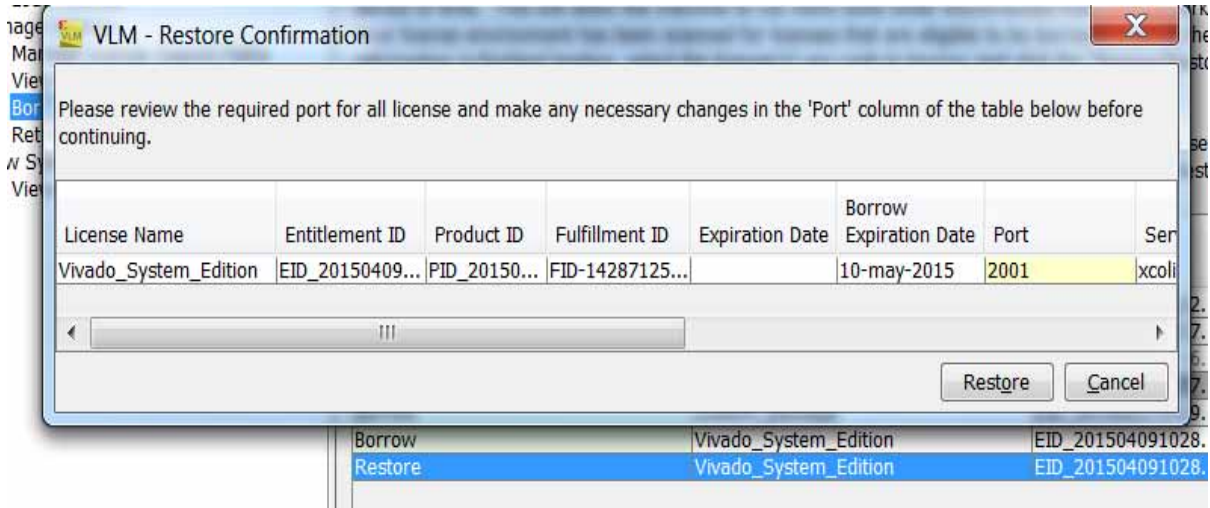 VLM - Restore Confirmation
Please review the required port for all license and make any necessary changes in the 'Port' column of the table below before
continuing.
License Name Entitlement ID Product ID Fulfillment ID Expiration Date Borrow Expiration Date Port Ser
Vivado_System_Edition EID_20150409... PID_20150... FID-14287125... 10-may-2015 2001 xcoli
Restore Cancel
Borrow Vivado_System_Edition EID_201504091028.
Restore Vivado_System_Edition EID_201504091028.